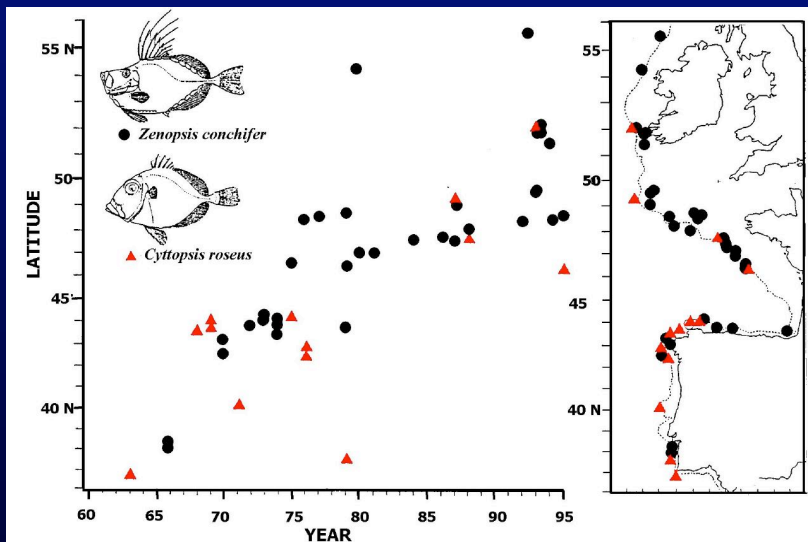 55 N
50
45
40 N
LATITUDE
Zenopsis conchifer
Cyttopsis roseus
60 65 70 75 80 85 90 95
YEAR
55
50
45
40 N